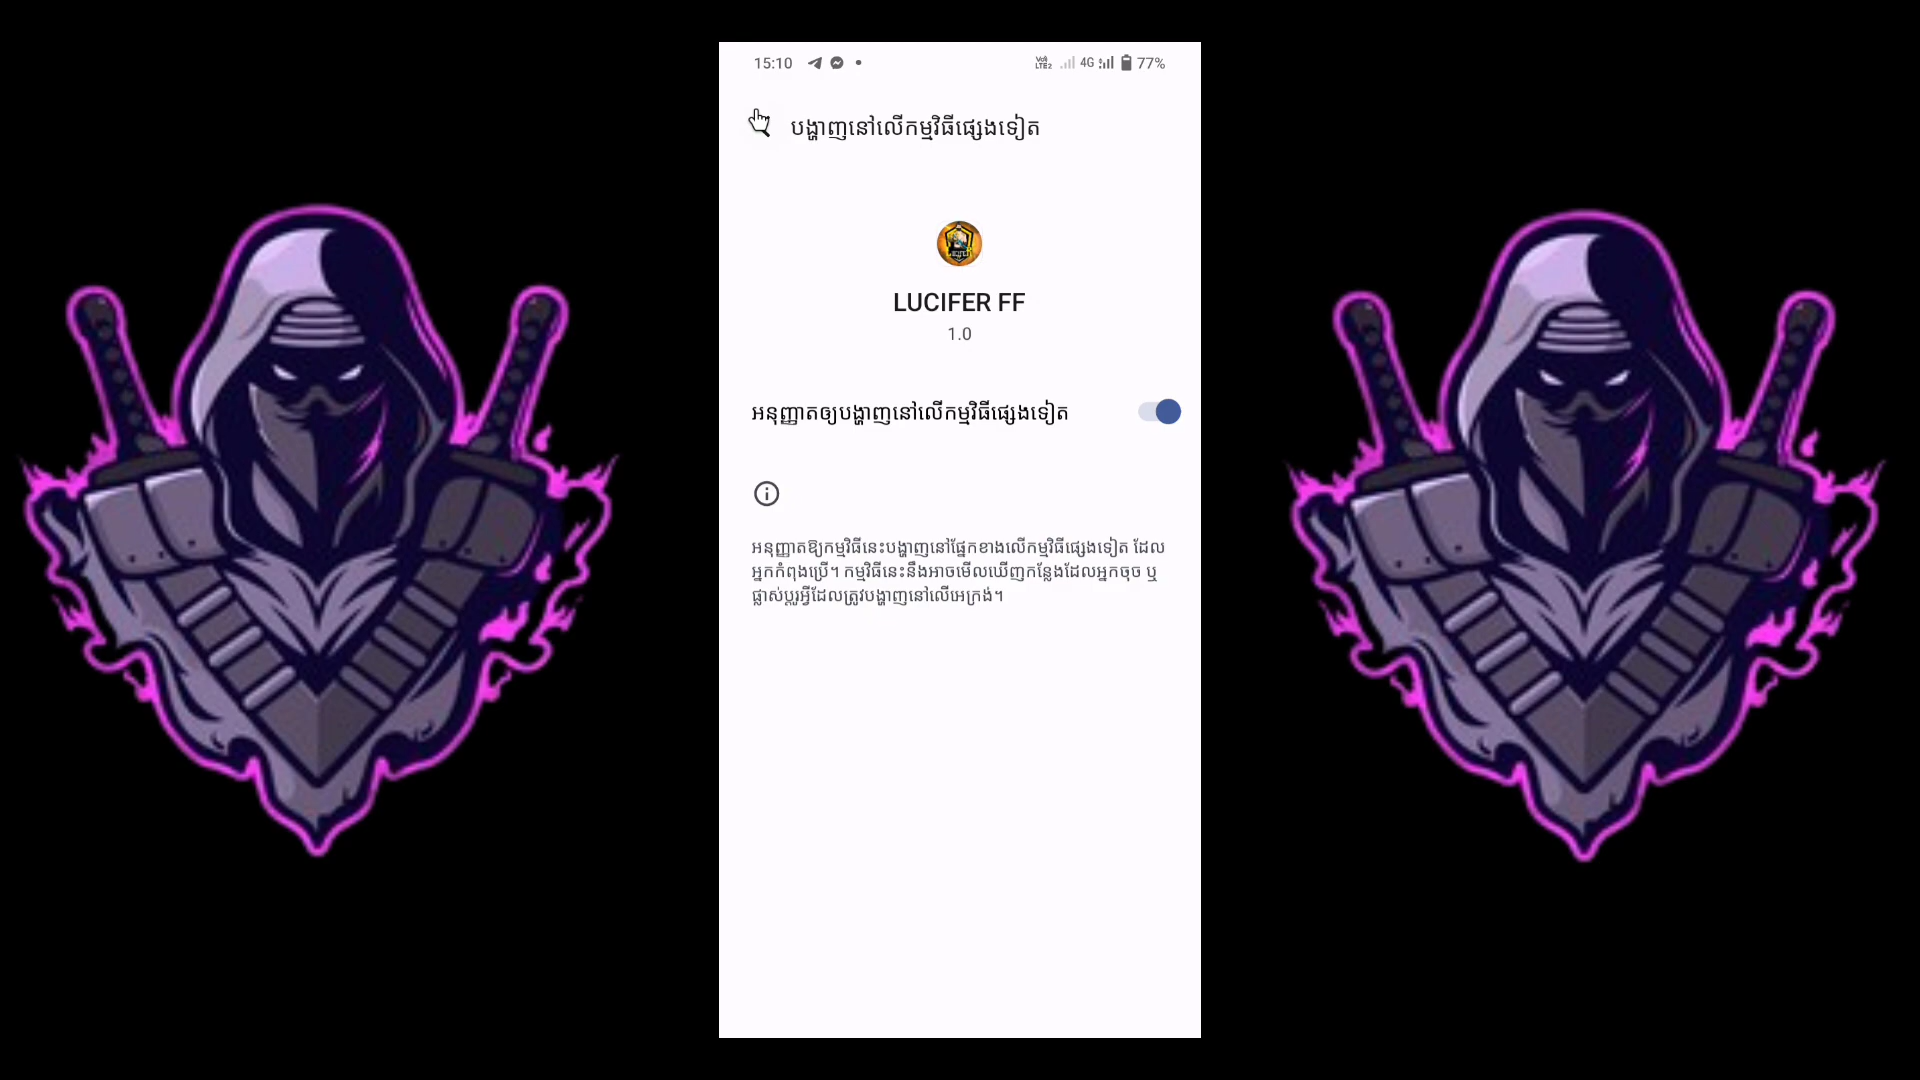 15:10
Vo) LTE2 4G 77%
បង្ហាញនៅលើកម្មវិធីផ្សេងទៀត
LUCIFER FF
1.0
អនុញ្ញាតឲ្យបង្ហាញនៅលើកម្មវិធីផ្សេងទៀត
អនុញ្ញាតឱ្យកម្មវិធីនេះបង្ហាញនៅផ្នែកខាងលើកម្មវិធីផ្សេងទៀត ដែល
អ្នកកំពុងប្រើ។ កម្មវិធីនេះនឹងអាចមើលឃើញកន្លែងដែលអ្នកចុច ឬ
ផ្លាស់ប្ដូរអ្វីដែលត្រូវបង្ហាញនៅលើអេក្រង់។